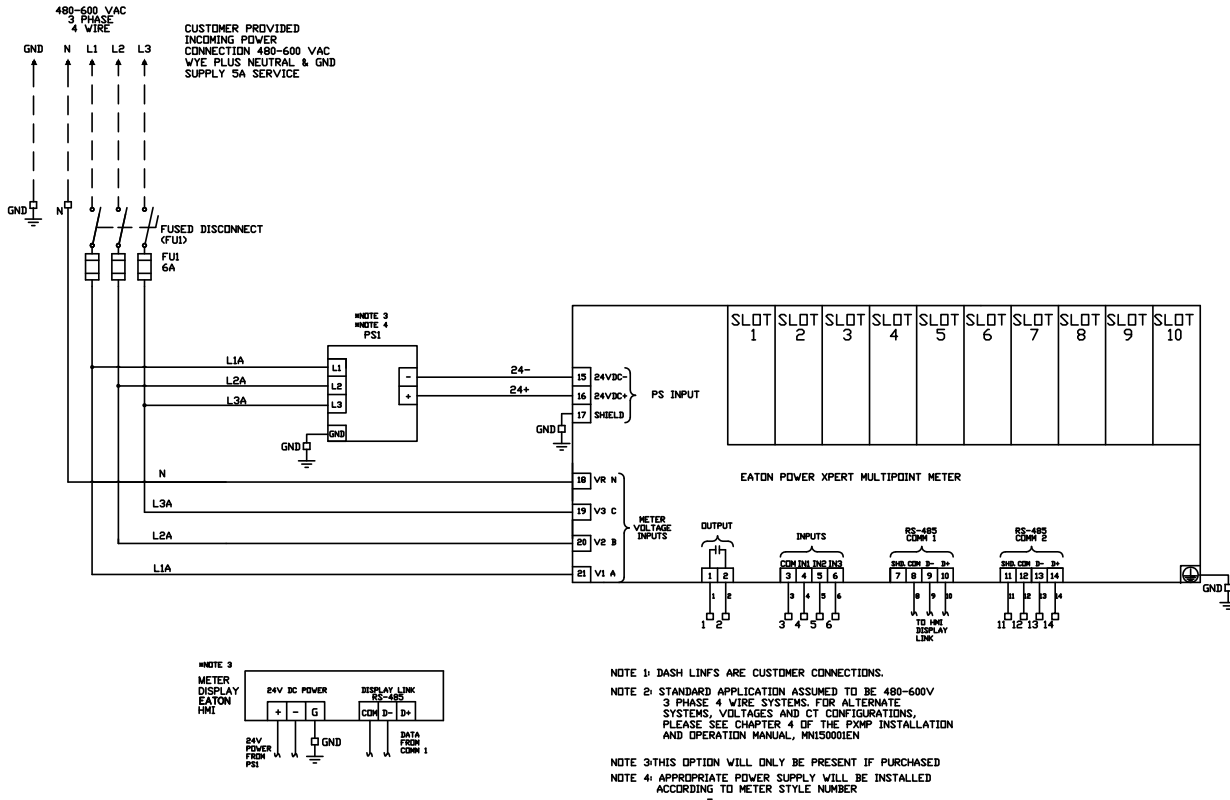 480-600 VAC
3 PHASE
4 WIRE
GND N L1 L2 L3
CUSTOMER PROVIDED
INCOMING POWER
CONNECTION 480-600 VAC
WYE PLUS NEUTRAL & GND
SUPPLY 5A SERVICE
GND
N
FUSED DISCONNECT
(FU1)
FU1
6A
*NOTE 3
*NOTE 4
PS1
L1A
L2A
L3A
L1
L2
L3
GND
GND
-
+
24-
24+
15 24VDC-
16 24VDC+
17 SHIELD
PS INPUT
GND
SLOT 1
SLOT 2
SLOT 3
SLOT 4
SLOT 5
SLOT 6
SLOT 7
SLOT 8
SLOT 9
SLOT 10
EATON POWER XPERT MULTIPOINT METER
N
L3A
L2A
L1A
18 VR N
19 V3 C
20 V2 B
21 V1 A
METER
VOLTAGE
INPUTS
OUTPUT
1 2
1 2
1 2
INPUTS
COM IN1 IN2 IN3
3 4 5 6
3 4 5 6
3 4 5 6
RS-485
COMM 1
SHD. COM D- D+
7 8 9 10
8 9 10
TO HMI
DISPLAY
LINK
RS-485
COMM 2
SHD. COM D- D+
11 12 13 14
11 12 13 14
11 12 13 14
GND
*NOTE 3
METER
DISPLAY
EATON
HMI
24V DC POWER
+ - G
24V
POWER
FROM
PS1
GND
DISPLAY LINK
RS-485
COM D- D+
DATA
FROM
COMM 1
NOTE 1: DASH LINFS ARE CUSTOMER CONNECTIONS.
NOTE 2: STANDARD APPLICATION ASSUMED TO BE 480-600V
3 PHASE 4 WIRE SYSTEMS. FOR ALTERNATE
SYSTEMS, VOLTAGES AND CT CONFIGURATIONS,
PLEASE SEE CHAPTER 4 OF THE PXMP INSTALLATION
AND OPERATION MANUAL, MN150001EN
NOTE 3:THIS OPTION WILL ONLY BE PRESENT IF PURCHASED
NOTE 4: APPROPRIATE POWER SUPPLY WILL BE INSTALLED
ACCORDING TO METER STYLE NUMBER